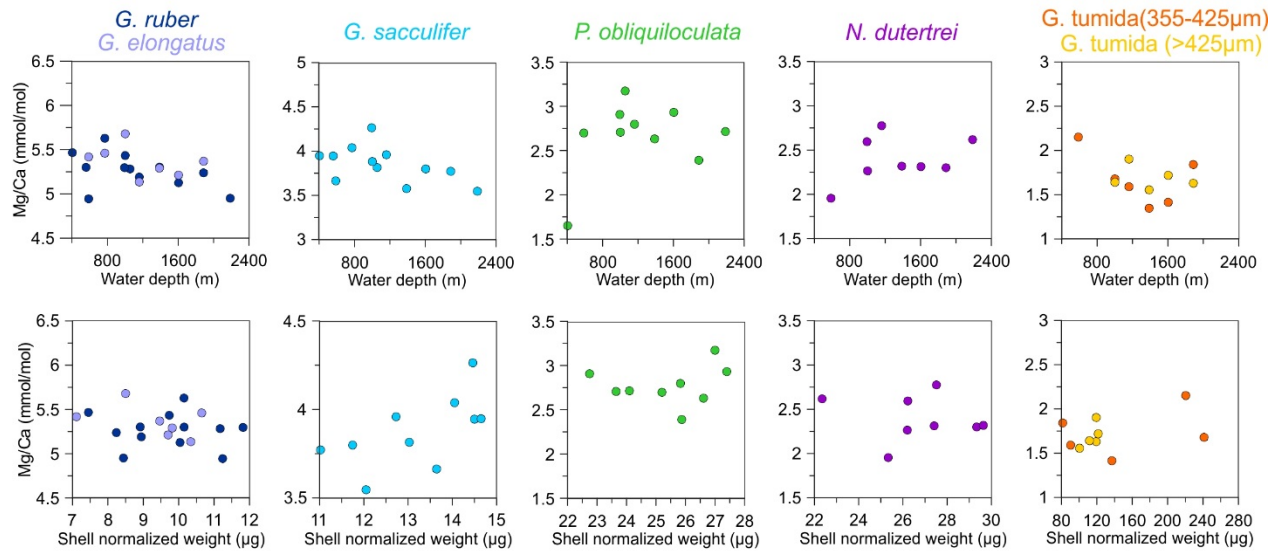 G. ruber
G. elongatus
G. sacculifer
P. obliquiloculata
N. dutertrei
G. tumida(355-425µm)
G. tumida (>425µm)
Mg/Ca (mmol/mol)
6.5
6
5.5
5
4.5
800
1600
2400
Water depth (m)
5
4.5
4
3.5
3
800
1600
2400
Water depth (m)
3.5
3
2.5
2
1.5
800
1600
2400
Water depth (m)
3.5
3
2.5
2
1.5
800
1600
2400
Water depth (m)
3
2.5
2
1.5
1
800
1600
2400
Water depth (m)
Mg/Ca (mmol/mol)
6.5
6
5.5
5
4.5
7 8 9 10 11 12
Shell normalized weight (µg)
4.5
4
3.5
11 12 13 14 15
Shell normalized weight (µg)
3.5
3
2.5
2
1.5
22 23 24 25 26 27 28
Shell normalized weight (µg)
3.5
3
2.5
2
1.5
22 24 26 28 30
Shell normalized weight (µg)
3
2.5
2
1.5
1
80 120 160 200 240 280
Shell normalized weight (µg)